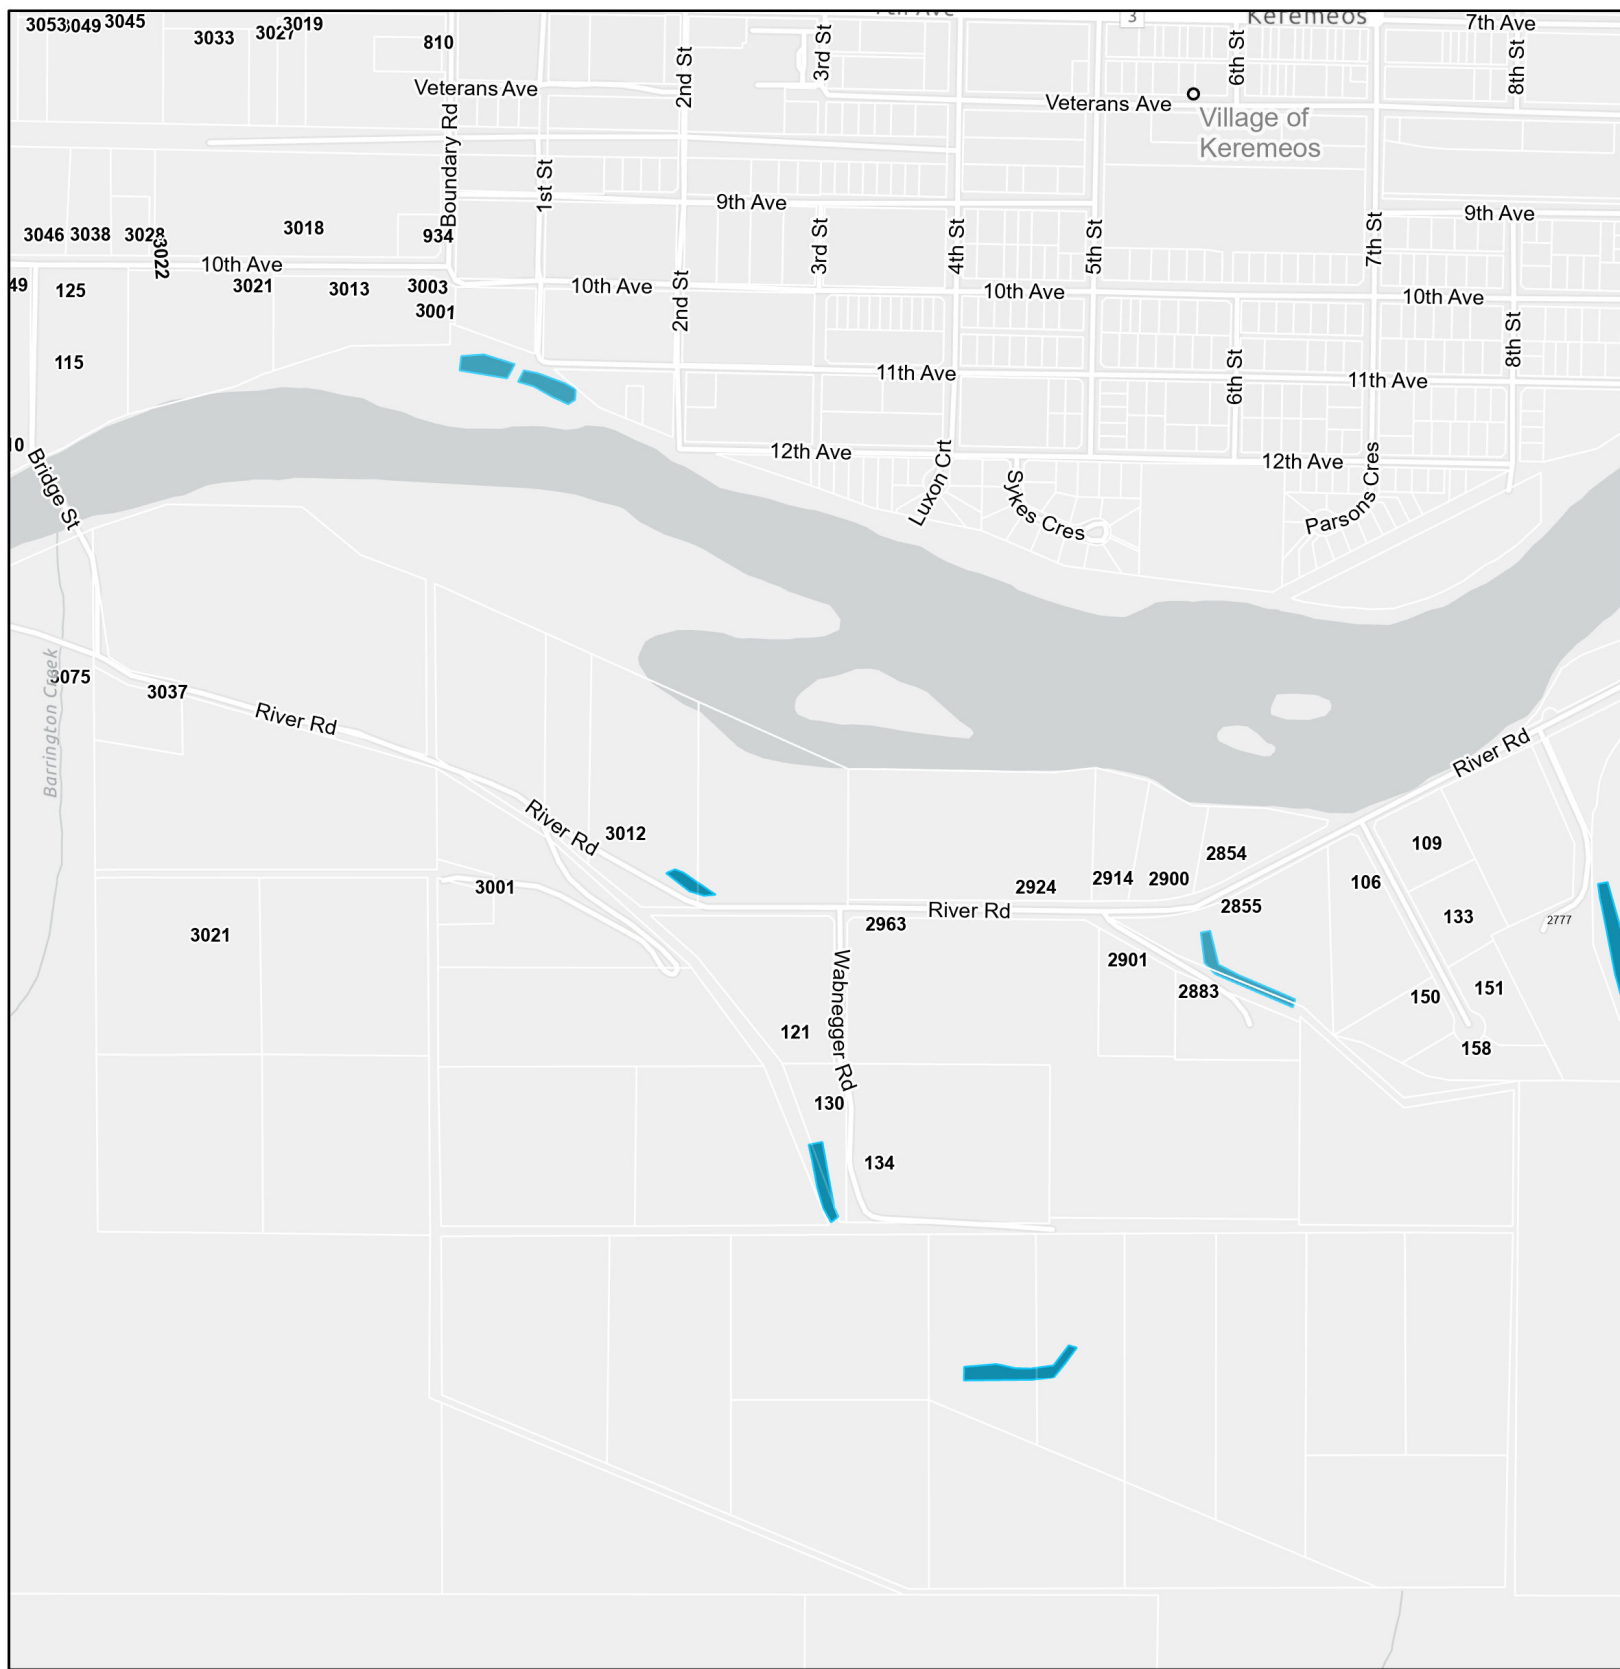 3053
3049
3045
3033
3027
3019
810
7th Ave
3
Keremeos
7th Ave
2nd St
3rd St
6th St
8th St
Veterans Ave
Veterans Ave
Village of
Keremeos
Boundary Rd
1st St
3046
3038
3028
3022
3018
934
9th Ave
9th Ave
3rd St
4th St
5th St
7th St
10th Ave
49
125
3021
3013
3003
3001
10th Ave
10th Ave
10th Ave
2nd St
8th St
115
11th Ave
6th St
11th Ave
10
Bridge St
12th Ave
Luxon Crt
Sykes Cres
12th Ave
Parsons Cres
3075
Barrington Creek
3037
River Rd
River Rd
River Rd
3012
3001
3021
2924
2914
2900
2854
109
106
133
2777
River Rd
2963
2855
2901
2883
150
151
158
121
Wabnegger Rd
130
134